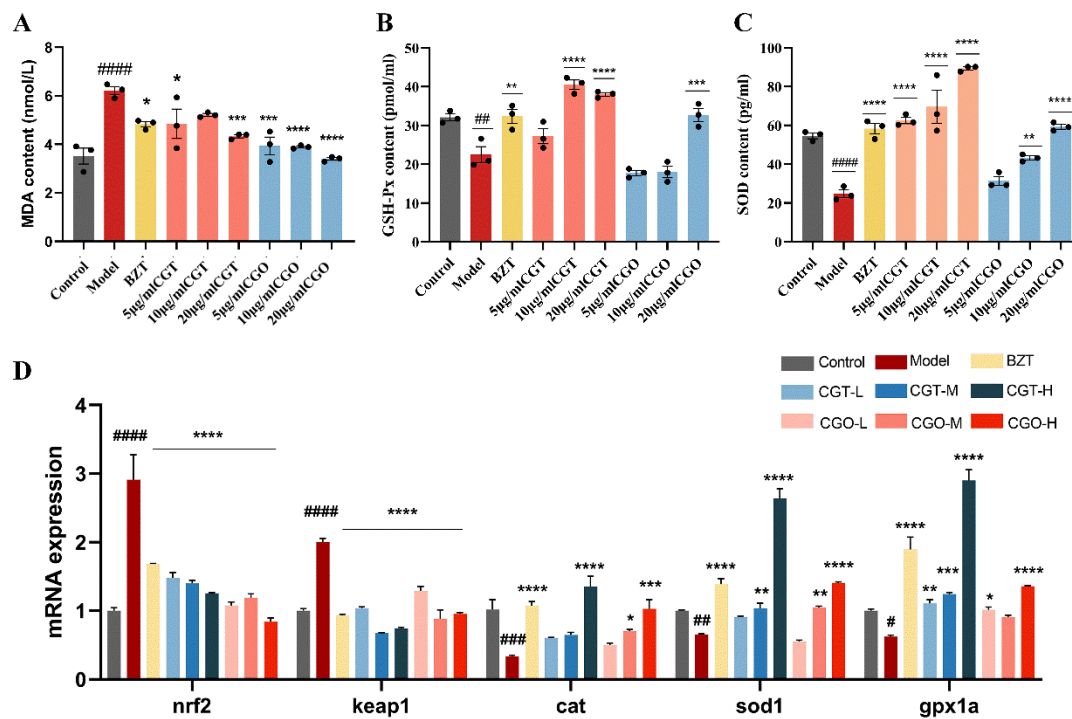 A
MDA content (nmol/L)
8
6
4
2
0
####
*
*
***
***
****
****
Control
Model
BZT
5μg/mlCGT
10μg/mlCGT
20μg/mlCGT
5μg/mlCGO
10μg/mlCGO
20μg/mlCGO
B
GSH-Px content (pmol/ml)
50
40
30
20
10
0
##
**
****
****
***
Control
Model
BZT
5μg/mlCGT
10μg/mlCGT
20μg/mlCGT
5μg/mlCGO
10μg/mlCGO
20μg/mlCGO
C
SOD content (pg/ml)
100
80
60
40
20
0
####
****
****
****
****
**
****
Control
Model
BZT
5μg/mlCGT
10μg/mlCGT
20μg/mlCGT
5μg/mlCGO
10μg/mlCGO
20μg/mlCGO
D
Control Model BZT
CGT-L CGT-M CGT-H
CGO-L CGO-M CGO-H
mRNA expression
4
3
2
1
0
####
****
####
****
###
****
****
*
***
##
****
**
****
**
****
#
****
**
***
****
*
****
nrf2 keap1 cat sod1 gpx1a